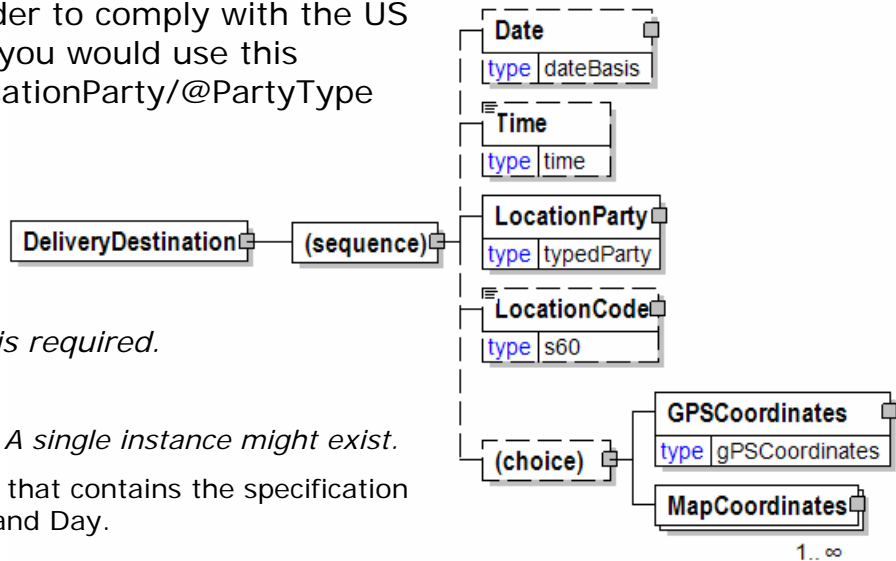 der to comply with the US
you would use this
cationParty/@PartyType
is required.
A single instance might exist.
that contains the specification
and Day.
DeliveryDestination
(sequence)
Date
type dateBasis
Time
type time
LocationParty
type typedParty
LocationCode
type s60
(choice)
GPSCoordinates
type gPSCoordinates
MapCoordinates
1..∞